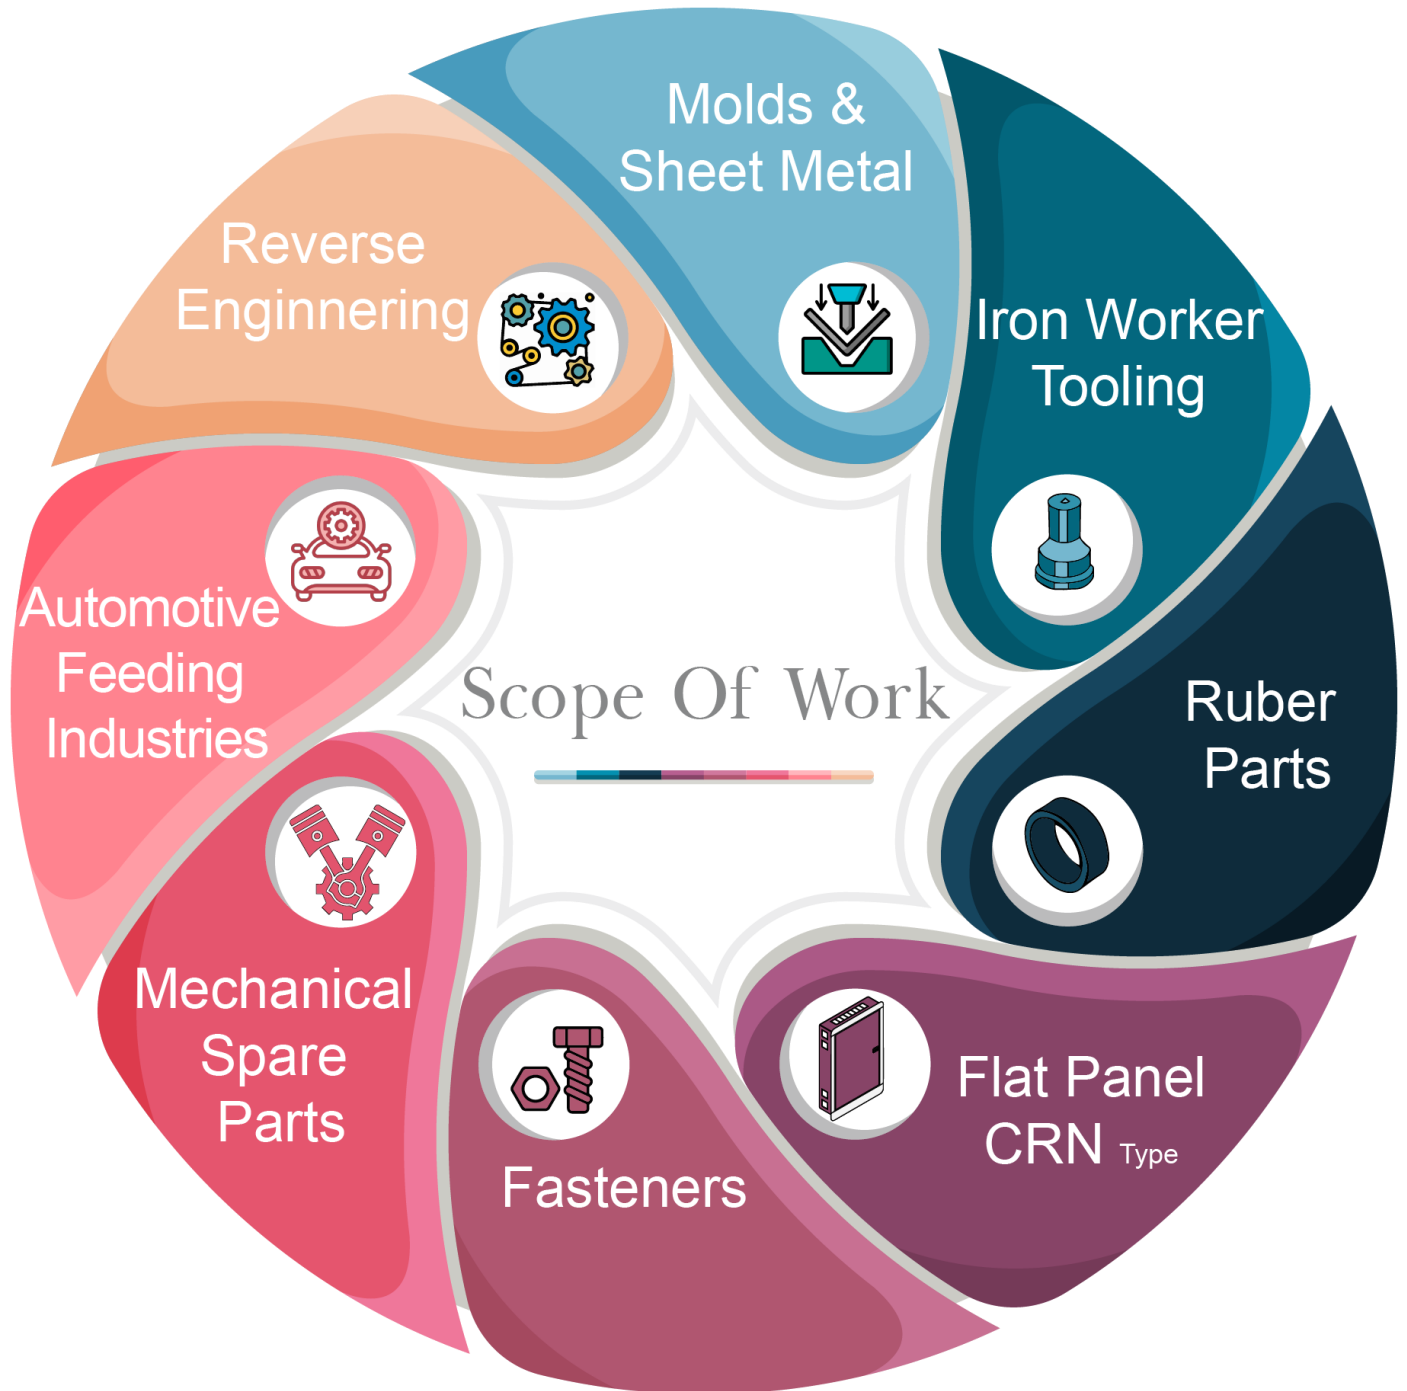 Molds &
Sheet Metal
Iron Worker
Tooling
Ruber
Parts
Flat Panel
CRN Type
Fasteners
Mechanical
Spare
Parts
Automotive
Feeding
Industries
Reverse
Enginnering
Scope Of Work